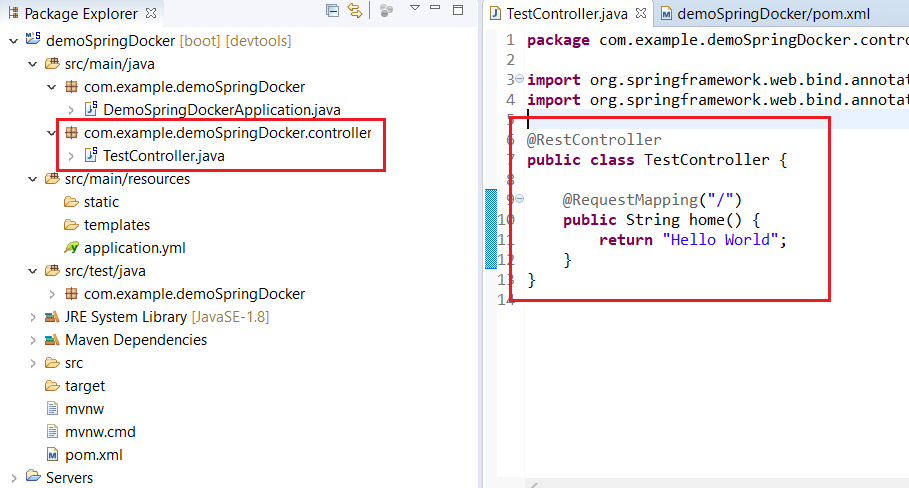 Package Explorer
demoSpringDocker [boot] [devtools]
src/main/java
com.example.demoSpringDocker
DemoSpringDockerApplication.java
com.example.demoSpringDocker.controller
TestController.java
src/main/resources
static
templates
application.yml
src/test/java
com.example.demoSpringDocker
JRE System Library [JavaSE-1.8]
Maven Dependencies
src
target
mvnw
mvnw.cmd
pom.xml
Servers
TestController.java demoSpringDocker/pom.xml
1 package com.example.demoSpringDocker.contro
2
3 import org.springframework.web.bind.annotat
4 import org.springframework.web.bind.annotat
5
6 @RestController
7 public class TestController {
8
9 @RequestMapping("/")
10 public String home() {
11 return "Hello World";
12 }
13 }
14